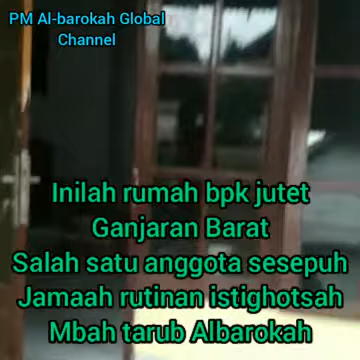 PM Al-barokah Global
Channel
Inilah rumah bpk jutet
Ganjaran Barat
Salah satu anggota sesepuh
Jamaah rutinan istighotsah
Mbah tarub Albarokah